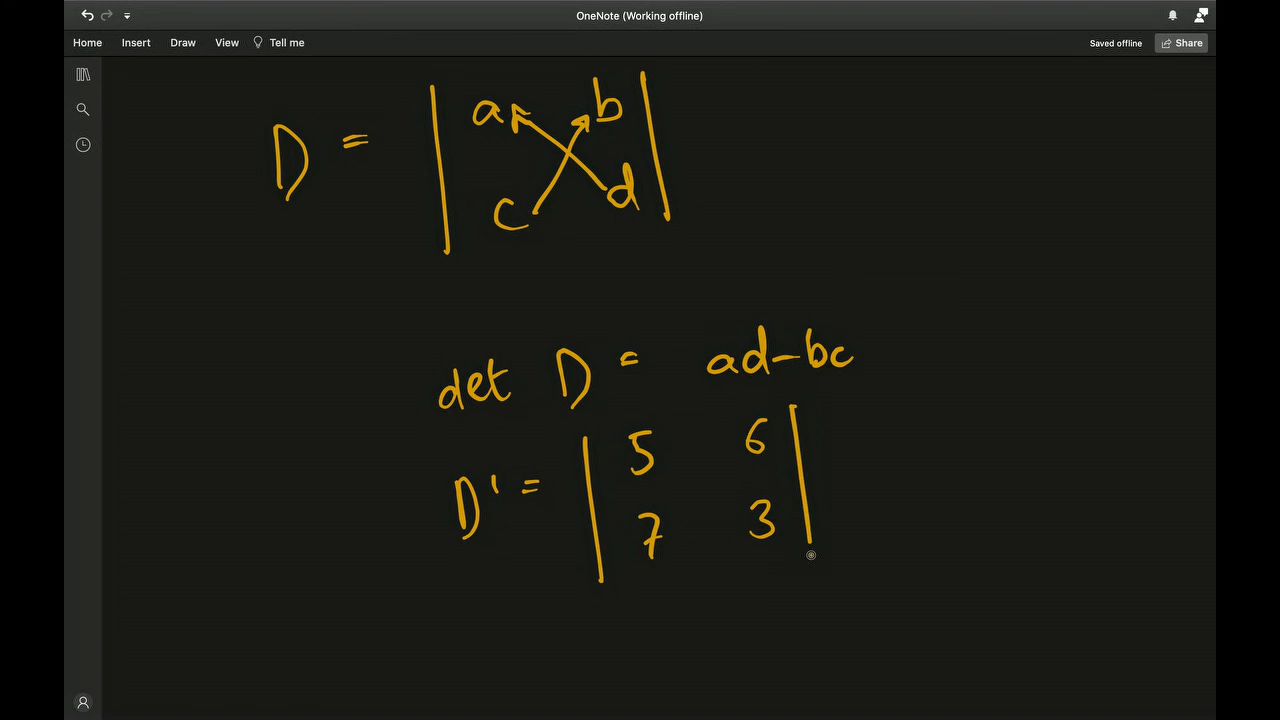 OneNote (Working offline)
Home Insert Draw View Tell me
Saved offline Share
D = | a b |
| c d |
det D = ad-bc
D' = | 5 6 |
| 7 3 |